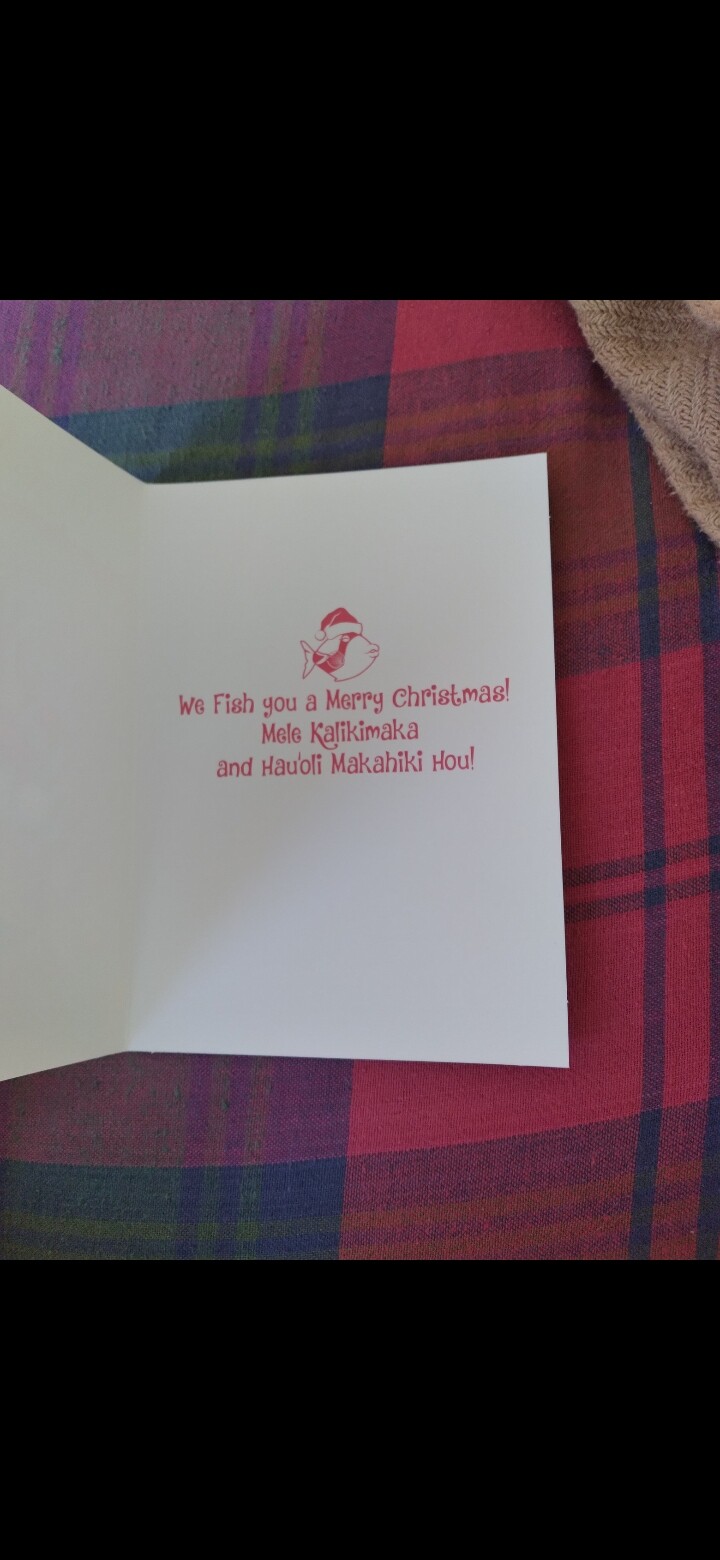 We Fish you a Merry Christmas!
Mele Kalikimaka
and Hau'oli Makahiki Hou!